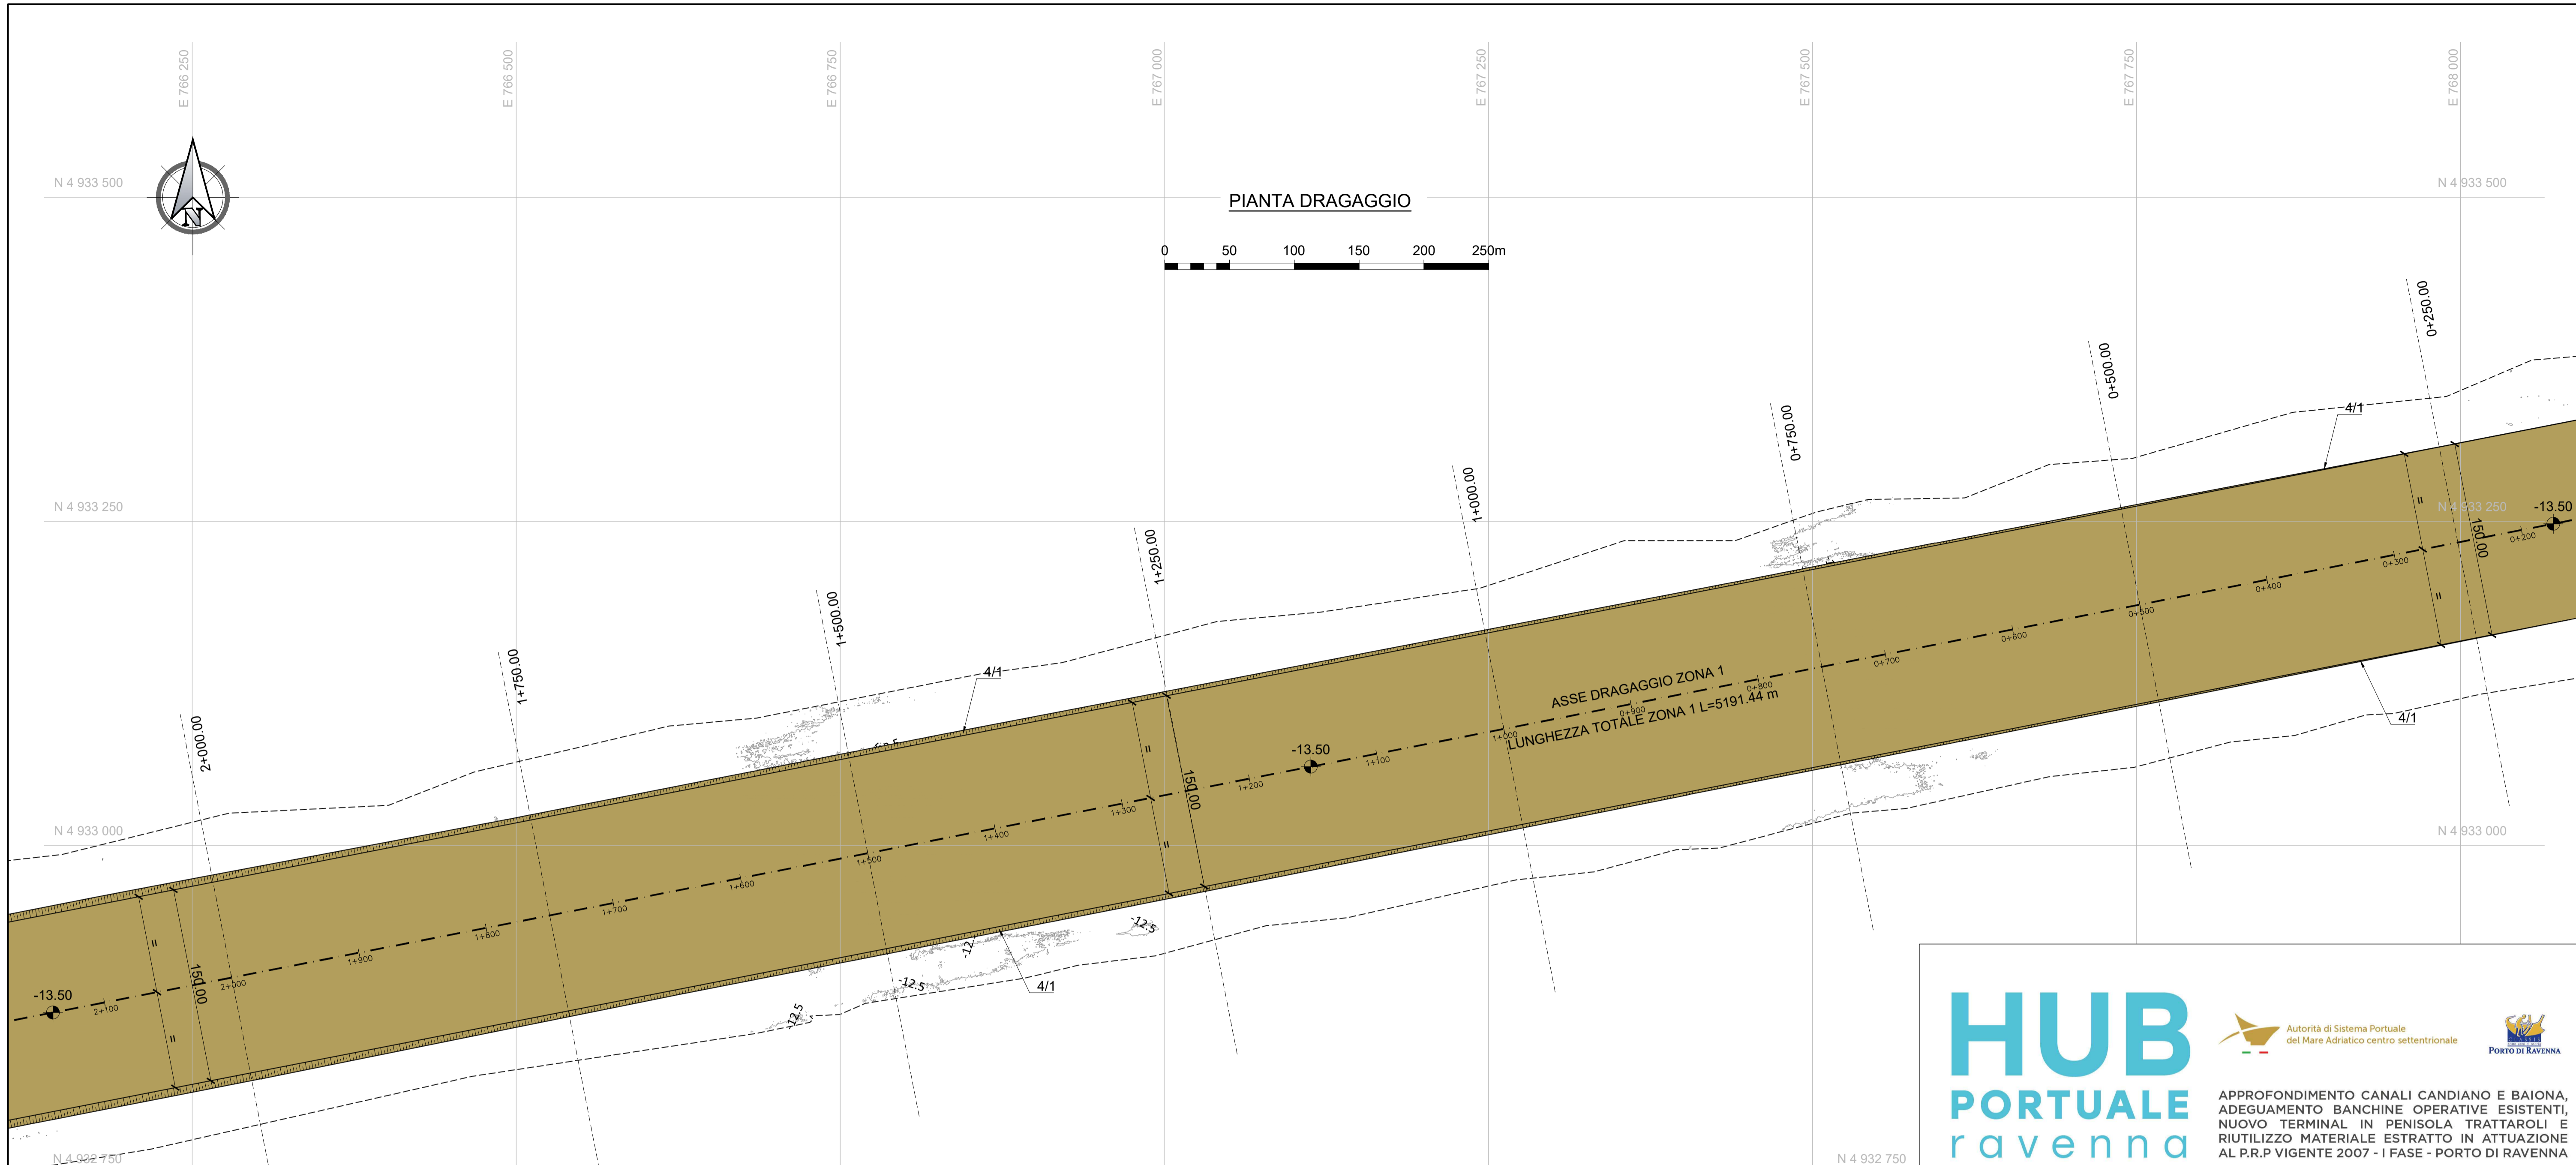 E 766 250
E 766 500
E 766 750
E 767 000
E 767 250
E 767 500
E 767 750
E 768 000
N 4 933 500
N 4 933 500
N
PIANTA DRAGAGGIO
0 50 100 150 200 250m
0+250.00
0+500.00
0+750.00
1+000.00
1+250.00
1+500.00
1+750.00
2+000.00
4/1
4/1
4/1
4/1
N 4 933 250
N 4 933 250
-13.50
-13.50
-13.50
150.00
150.00
150.00
0+200
0+300
0+400
0+500
0+600
0+700
0+800
0+900
1+000
1+100
1+200
1+300
1+400
1+500
1+600
1+700
1+800
1+900
2+000
2+100
ASSE DRAGAGGIO ZONA 1
LUNGHEZZA TOTALE ZONA 1 L=5191.44 m
N 4 933 000
N 4 933 000
-12.5
-12.5
-12.5
N 4 932 750
N 4 932 750
HUB
PORTUALE
ravenna
Autorità di Sistema Portuale
del Mare Adriatico centro settentrionale
PORTO DI RAVENNA
APPROFONDIMENTO CANALI CANDIANO E BAIONA,
ADEGUAMENTO BANCHINE OPERATIVE ESISTENTI,
NUOVO TERMINAL IN PENISOLA TRATTAROLI E
RIUTILIZZO MATERIALE ESTRATTO IN ATTUAZIONE
AL P.R.P VIGENTE 2007 - I FASE - PORTO DI RAVENNA